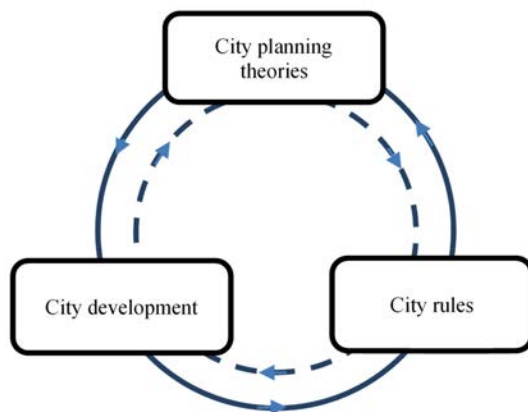 City planning
theories
City development
City rules